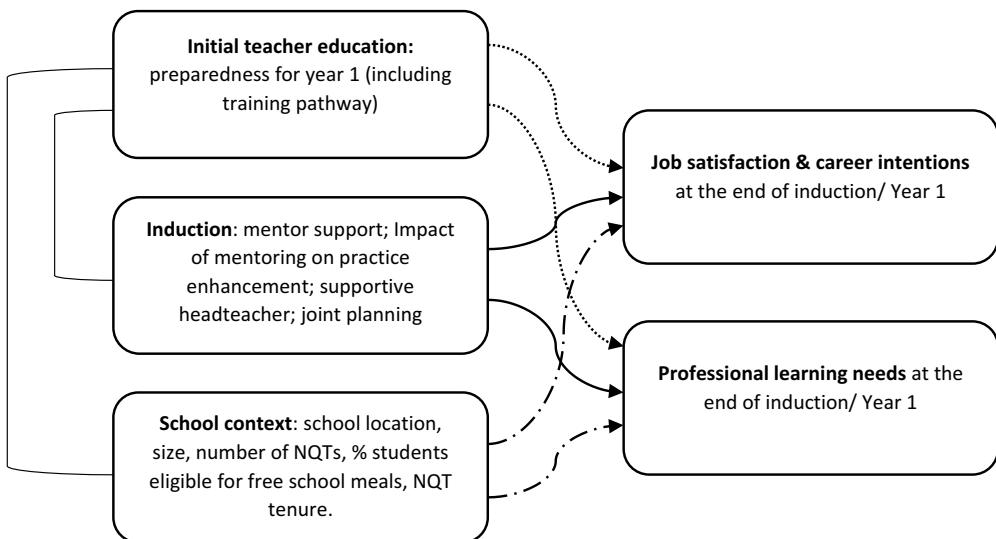 Initial teacher education:
preparedness for year 1 (including
training pathway)
Induction: mentor support; Impact
of mentoring on practice
enhancement; supportive
headteacher; joint planning
School context: school location,
size, number of NQTs, % students
eligible for free school meals, NQT
tenure.
Job satisfaction & career intentions
at the end of induction/ Year 1
Professional learning needs at the
end of induction/ Year 1